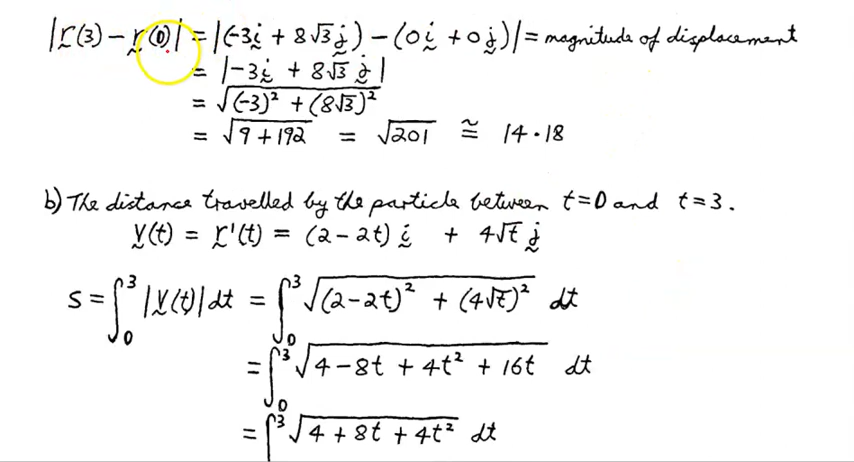 |r(3) − r(0)| = |(−3i + 8√3 j) − (0i + 0j)| = magnitude of displacement
= |−3i + 8√3 j|
= √((−3)² + (8√3)²)
= √(9 + 192) = √201 ≅ 14·18
b) The distance travelled by the particle between t=0 and t=3.
v(t) = r'(t) = (2−2t) i + 4√t j
s = ∫₀³ |v(t)| dt = ∫₀³ √((2−2t)² + (4√t)²) dt
= ∫₀³ √(4 − 8t + 4t² + 16t) dt
= ∫³ √(4 + 8t + 4t²) dt